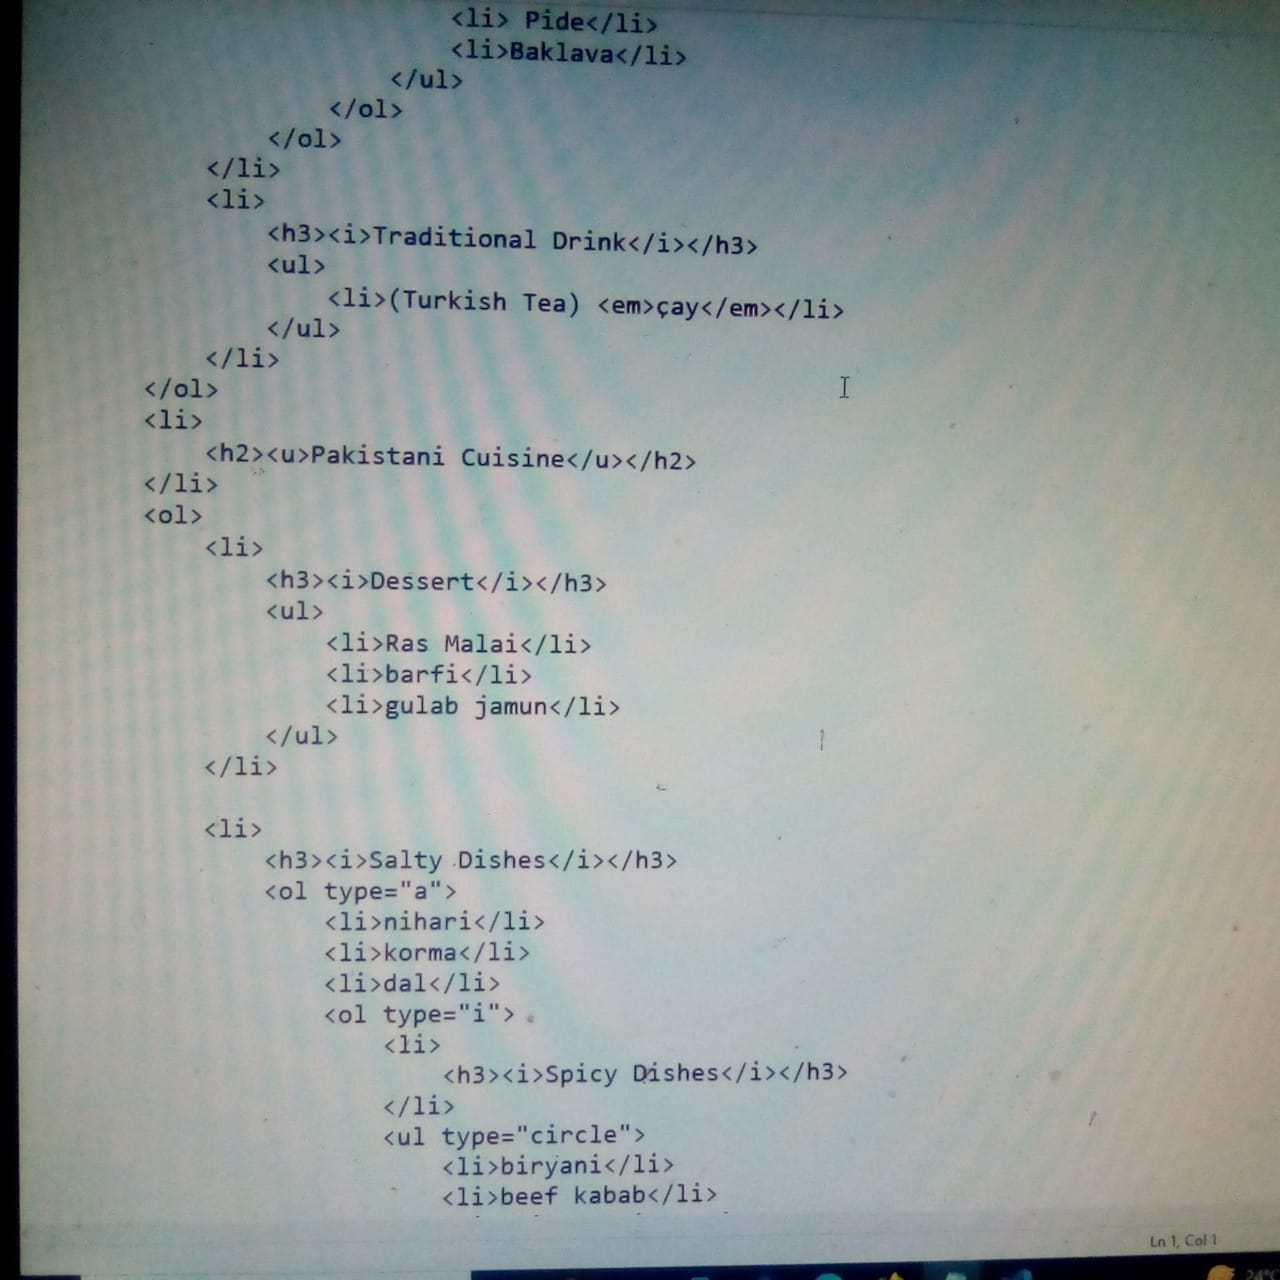 <li> Pide</li>
<li>Baklava</li>
</ul>
</ol>
</ol>
</li>
<li>
<h3><i>Traditional Drink</i></h3>
<ul>
<li>(Turkish Tea) <em>çay</em></li>
</ul>
</li>
</ol>
<li>
<h2><u>Pakistani Cuisine</u></h2>
</li>
<ol>
<li>
<h3><i>Dessert</i></h3>
<ul>
<li>Ras Malai</li>
<li>barfi</li>
<li>gulab jamun</li>
</ul>
</li>
<li>
<h3><i>Salty Dishes</i></h3>
<ol type="a">
<li>nihari</li>
<li>korma</li>
<li>dal</li>
<ol type="i">
<li>
<h3><i>Spicy Dishes</i></h3>
</li>
<ul type="circle">
<li>biryani</li>
<li>beef kabab</li>
Ln 1, Col 1
24°C